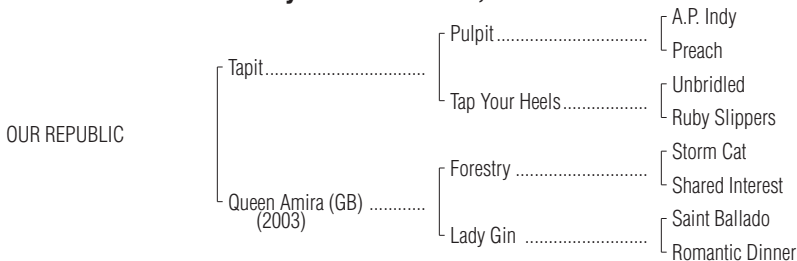 Pulpit
A.P. Indy
Preach
Tapit
Tap Your Heels
Unbridled
Ruby Slippers
OUR REPUBLIC
Forestry
Storm Cat
Shared Interest
Queen Amira (GB)
(2003)
Lady Gin
Saint Ballado
Romantic Dinner